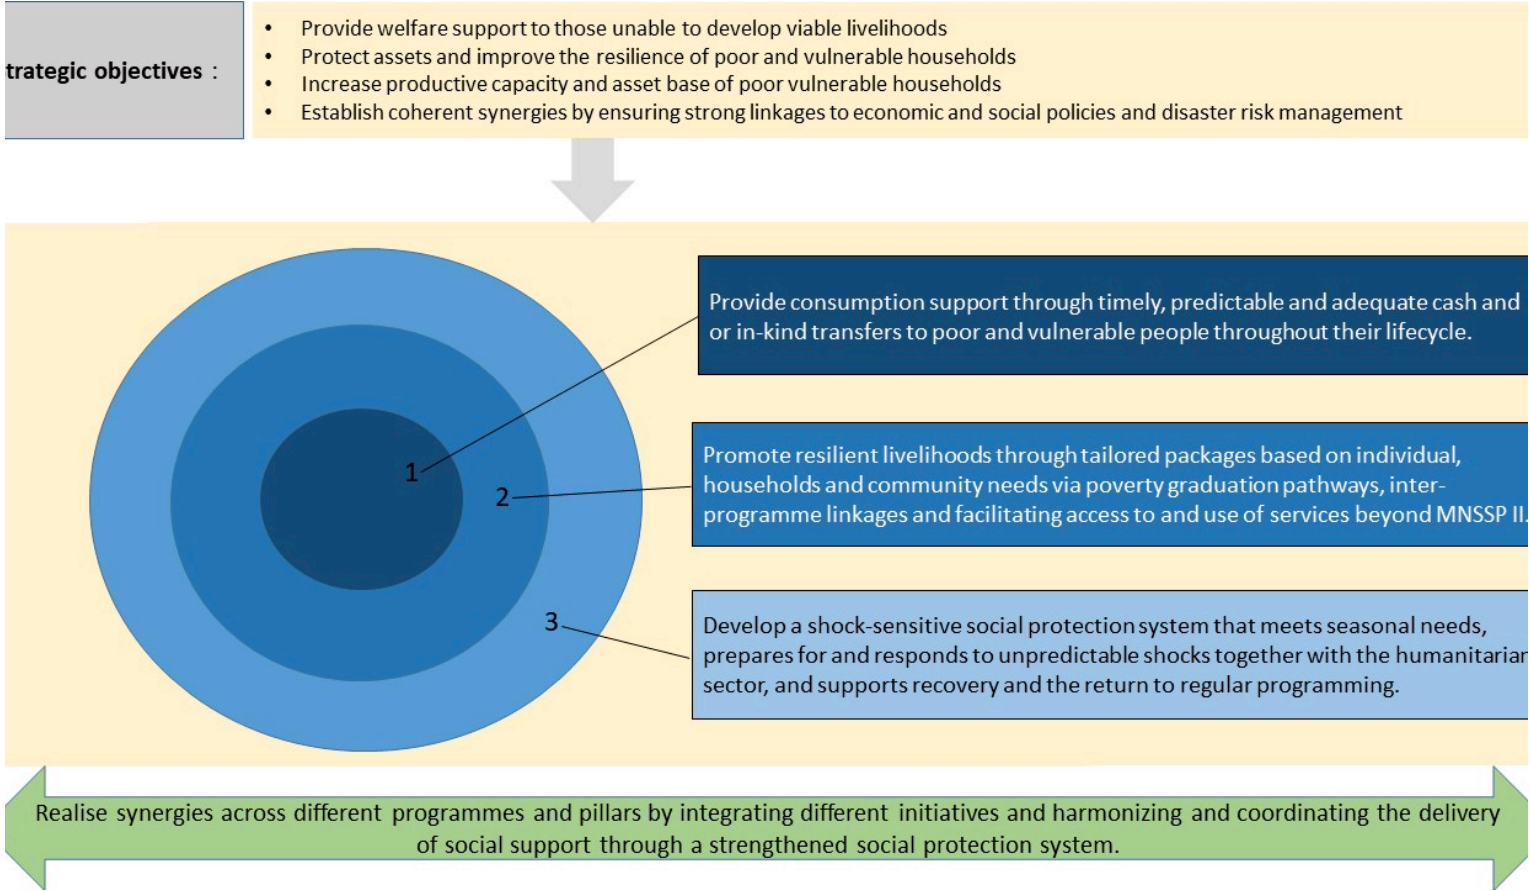 trategic objectives :
• Provide welfare support to those unable to develop viable livelihoods
• Protect assets and improve the resilience of poor and vulnerable households
• Increase productive capacity and asset base of poor vulnerable households
• Establish coherent synergies by ensuring strong linkages to economic and social policies and disaster risk management
1
Provide consumption support through timely, predictable and adequate cash and
or in-kind transfers to poor and vulnerable people throughout their lifecycle.
2
Promote resilient livelihoods through tailored packages based on individual,
households and community needs via poverty graduation pathways, inter-
programme linkages and facilitating access to and use of services beyond MNSSP II.
3
Develop a shock-sensitive social protection system that meets seasonal needs,
prepares for and responds to unpredictable shocks together with the humanitarian
sector, and supports recovery and the return to regular programming.
Realise synergies across different programmes and pillars by integrating different initiatives and harmonizing and coordinating the delivery
of social support through a strengthened social protection system.